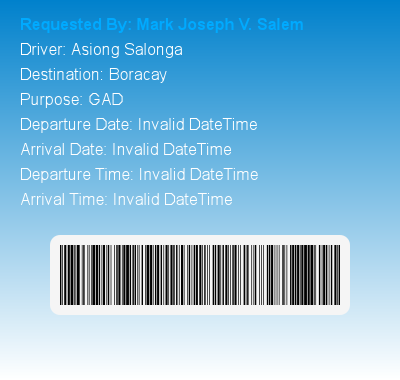 Requested By: Mark Joseph V. Salem
Driver: Asiong Salonga
Destination: Boracay
Purpose: GAD
Departure Date: Invalid DateTime
Arrival Date: Invalid DateTime
Departure Time: Invalid DateTime
Arrival Time: Invalid DateTime